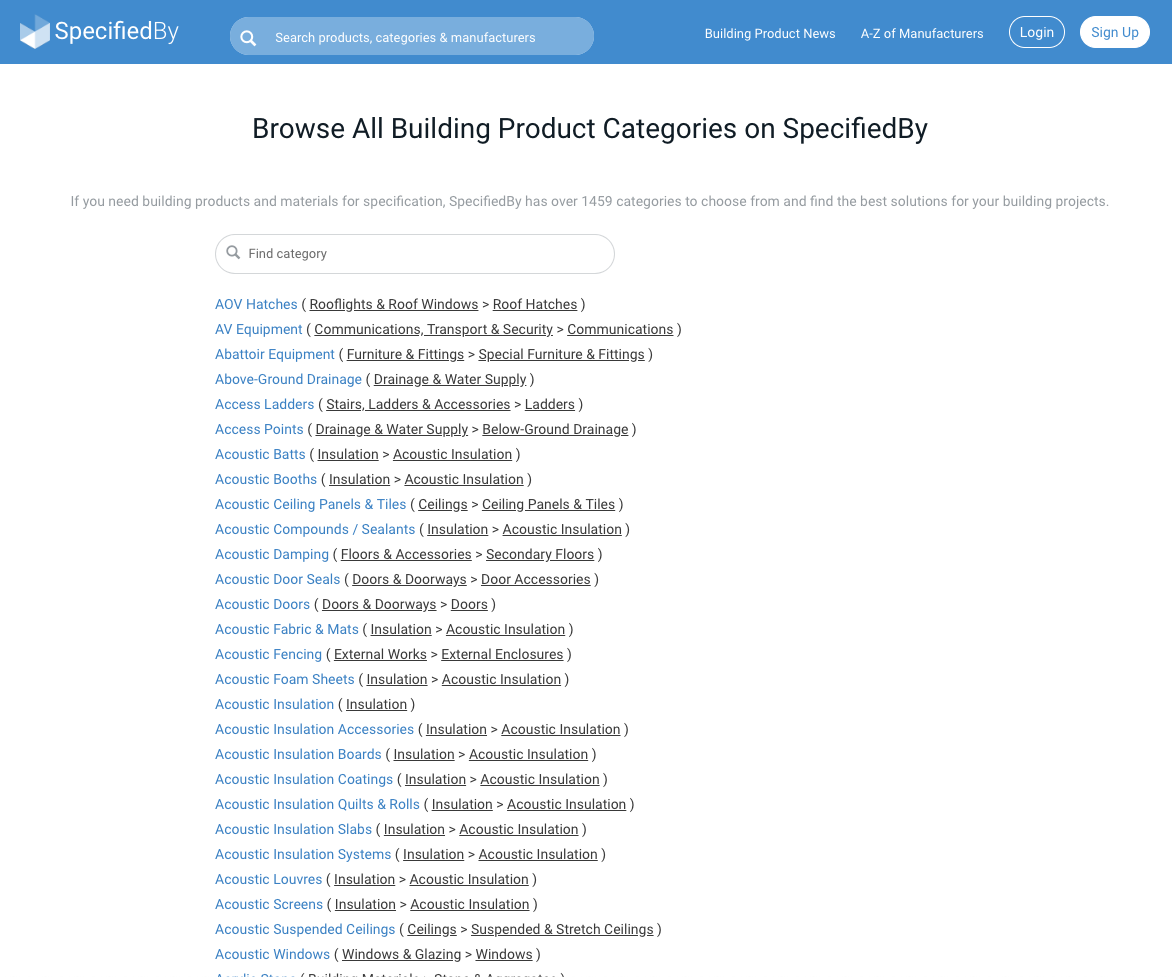 SpecifiedBy
Search products, categories & manufacturers
Building Product News
A-Z of Manufacturers
Login
Sign Up
Browse All Building Product Categories on SpecifiedBy
If you need building products and materials for specification, SpecifiedBy has over 1459 categories to choose from and find the best solutions for your building projects.
Find category
AOV Hatches ( Rooflights & Roof Windows > Roof Hatches )
AV Equipment ( Communications, Transport & Security > Communications )
Abattoir Equipment ( Furniture & Fittings > Special Furniture & Fittings )
Above-Ground Drainage ( Drainage & Water Supply )
Access Ladders ( Stairs, Ladders & Accessories > Ladders )
Access Points ( Drainage & Water Supply > Below-Ground Drainage )
Acoustic Batts ( Insulation > Acoustic Insulation )
Acoustic Booths ( Insulation > Acoustic Insulation )
Acoustic Ceiling Panels & Tiles ( Ceilings > Ceiling Panels & Tiles )
Acoustic Compounds / Sealants ( Insulation > Acoustic Insulation )
Acoustic Damping ( Floors & Accessories > Secondary Floors )
Acoustic Door Seals ( Doors & Doorways > Door Accessories )
Acoustic Doors ( Doors & Doorways > Doors )
Acoustic Fabric & Mats ( Insulation > Acoustic Insulation )
Acoustic Fencing ( External Works > External Enclosures )
Acoustic Foam Sheets ( Insulation > Acoustic Insulation )
Acoustic Insulation ( Insulation )
Acoustic Insulation Accessories ( Insulation > Acoustic Insulation )
Acoustic Insulation Boards ( Insulation > Acoustic Insulation )
Acoustic Insulation Coatings ( Insulation > Acoustic Insulation )
Acoustic Insulation Quilts & Rolls ( Insulation > Acoustic Insulation )
Acoustic Insulation Slabs ( Insulation > Acoustic Insulation )
Acoustic Insulation Systems ( Insulation > Acoustic Insulation )
Acoustic Louvres ( Insulation > Acoustic Insulation )
Acoustic Screens ( Insulation > Acoustic Insulation )
Acoustic Suspended Ceilings ( Ceilings > Suspended & Stretch Ceilings )
Acoustic Windows ( Windows & Glazing > Windows )